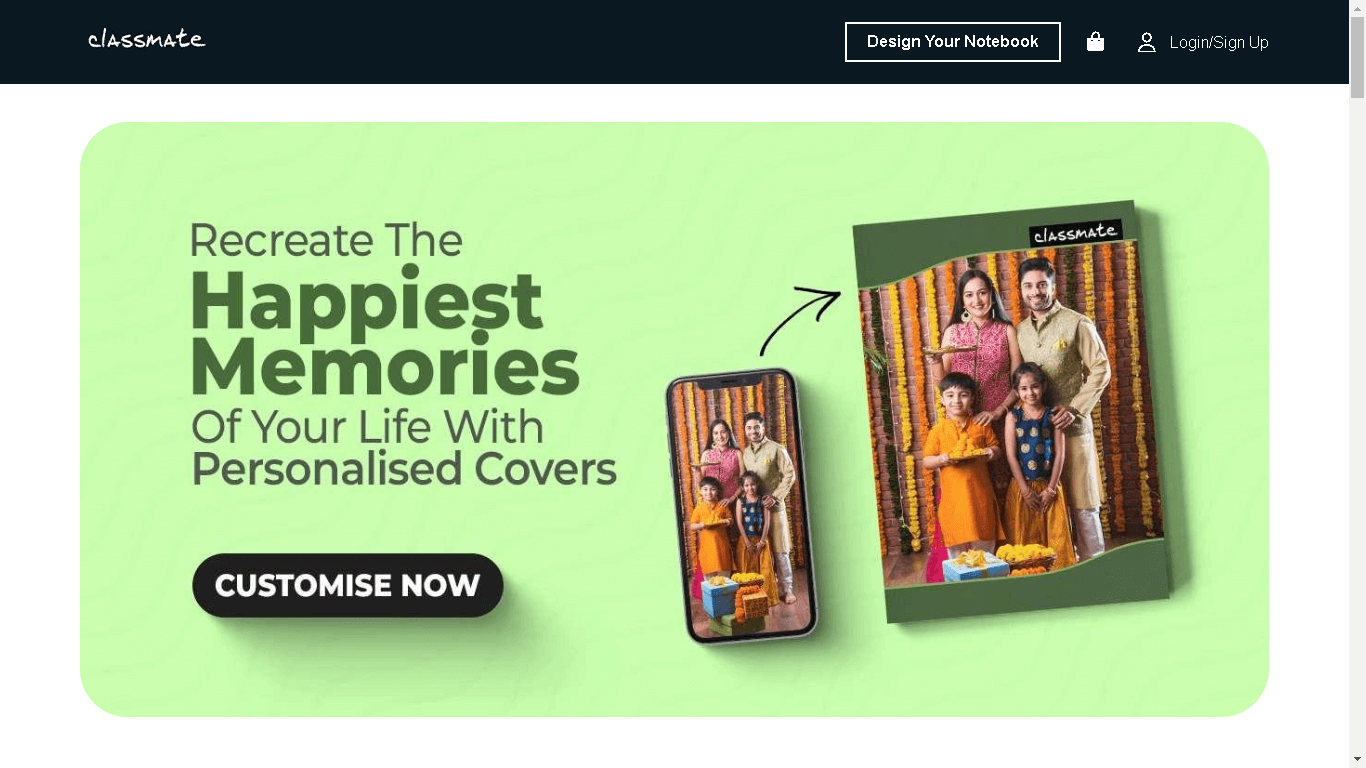 classmate
Design Your Notebook
Login/Sign Up
Recreate The
Happiest
Memories
Of Your Life With
Personalised Covers
CUSTOMISE NOW
classmate